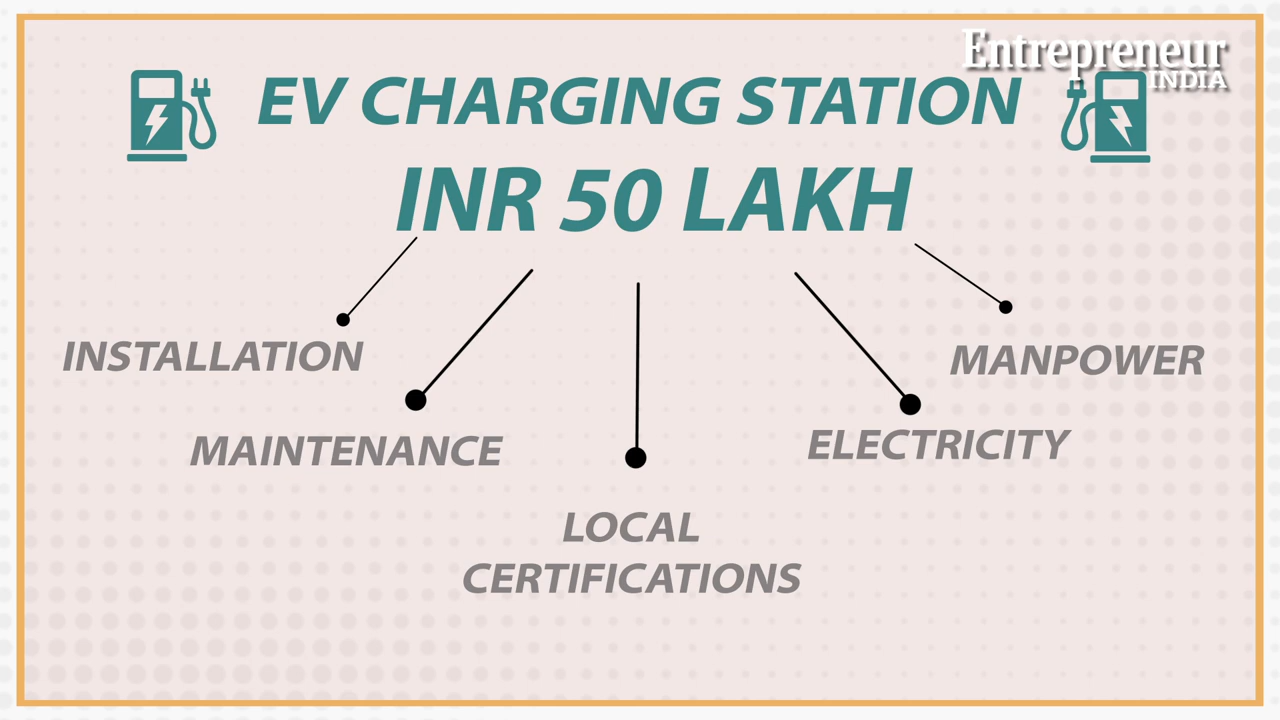 Entrepreneur
INDIA
EV CHARGING STATION
INR 50 LAKH
INSTALLATION
MANPOWER
MAINTENANCE
ELECTRICITY
LOCAL
CERTIFICATIONS